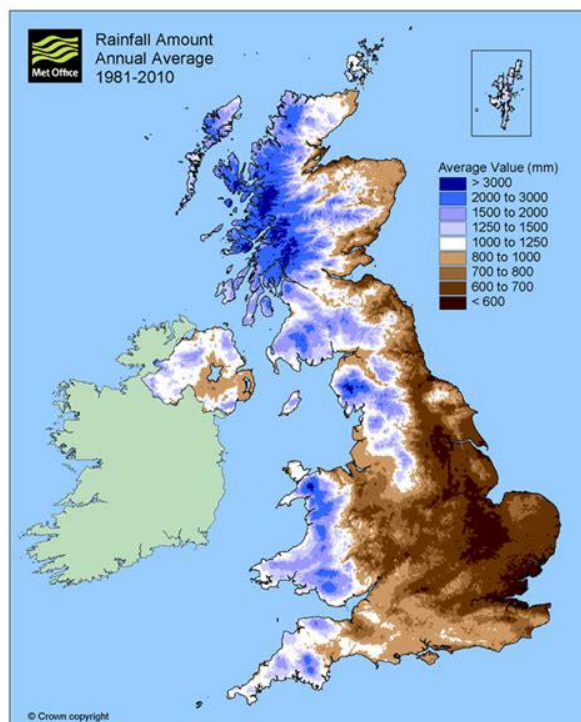 Met Office
Rainfall Amount
Annual Average
1981-2010
Average Value (mm)
> 3000
2000 to 3000
1500 to 2000
1250 to 1500
1000 to 1250
800 to 1000
700 to 800
600 to 700
< 600
© Crown copyright